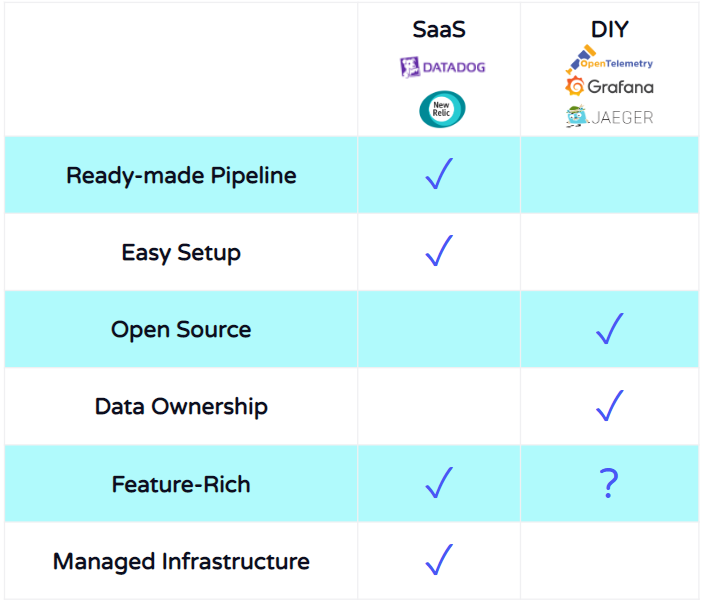 SaaS DIY
DATADOG OpenTelemetry
New
Relic
Grafana
JAEGER
Ready-made Pipeline ✓
Easy Setup ✓
Open Source ✓
Data Ownership ✓
Feature-Rich ✓ ?
Managed Infrastructure ✓